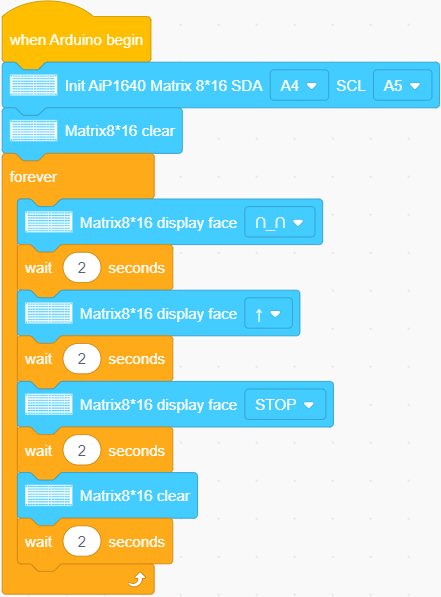 when Arduino begin
Init AiP1640 Matrix 8*16 SDA A4 SCL A5
Matrix8*16 clear
forever
Matrix8*16 display face ∩_∩
wait 2 seconds
Matrix8*16 display face ↑
wait 2 seconds
Matrix8*16 display face STOP
wait 2 seconds
Matrix8*16 clear
wait 2 seconds